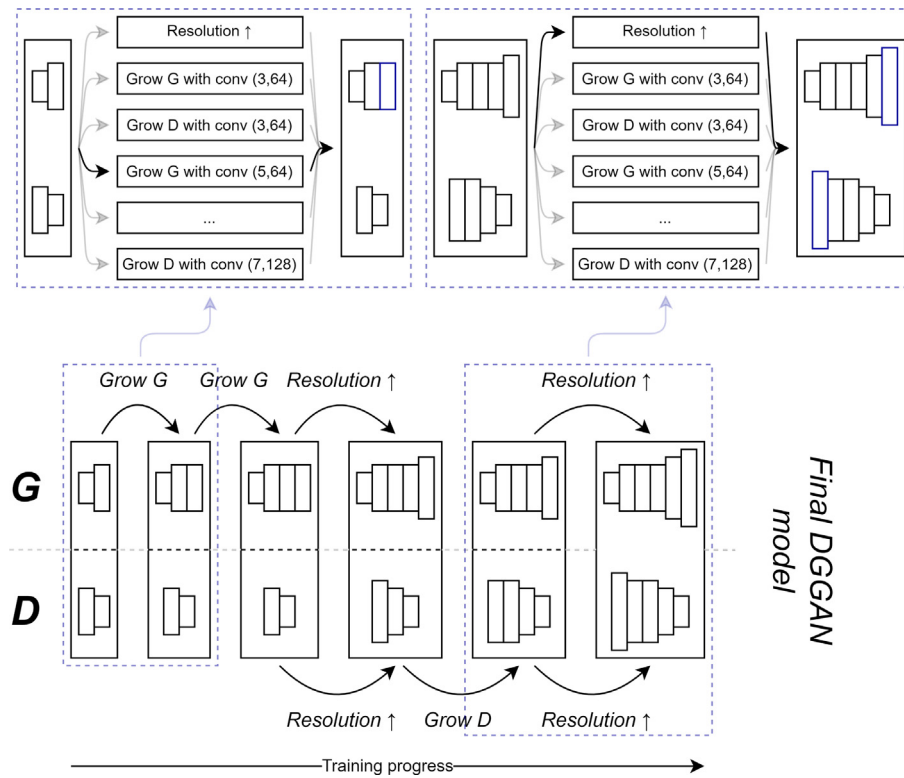 Resolution ↑
Grow G with conv (3,64)
Grow D with conv (3,64)
Grow G with conv (5,64)
...
Grow D with conv (7,128)
Resolution ↑
Grow G with conv (3,64)
Grow D with conv (3,64)
Grow G with conv (5,64)
...
Grow D with conv (7,128)
Grow G
Grow G
Resolution ↑
Resolution ↑
G
D
Final DGGAN
model
Resolution ↑
Grow D
Resolution ↑
Training progress